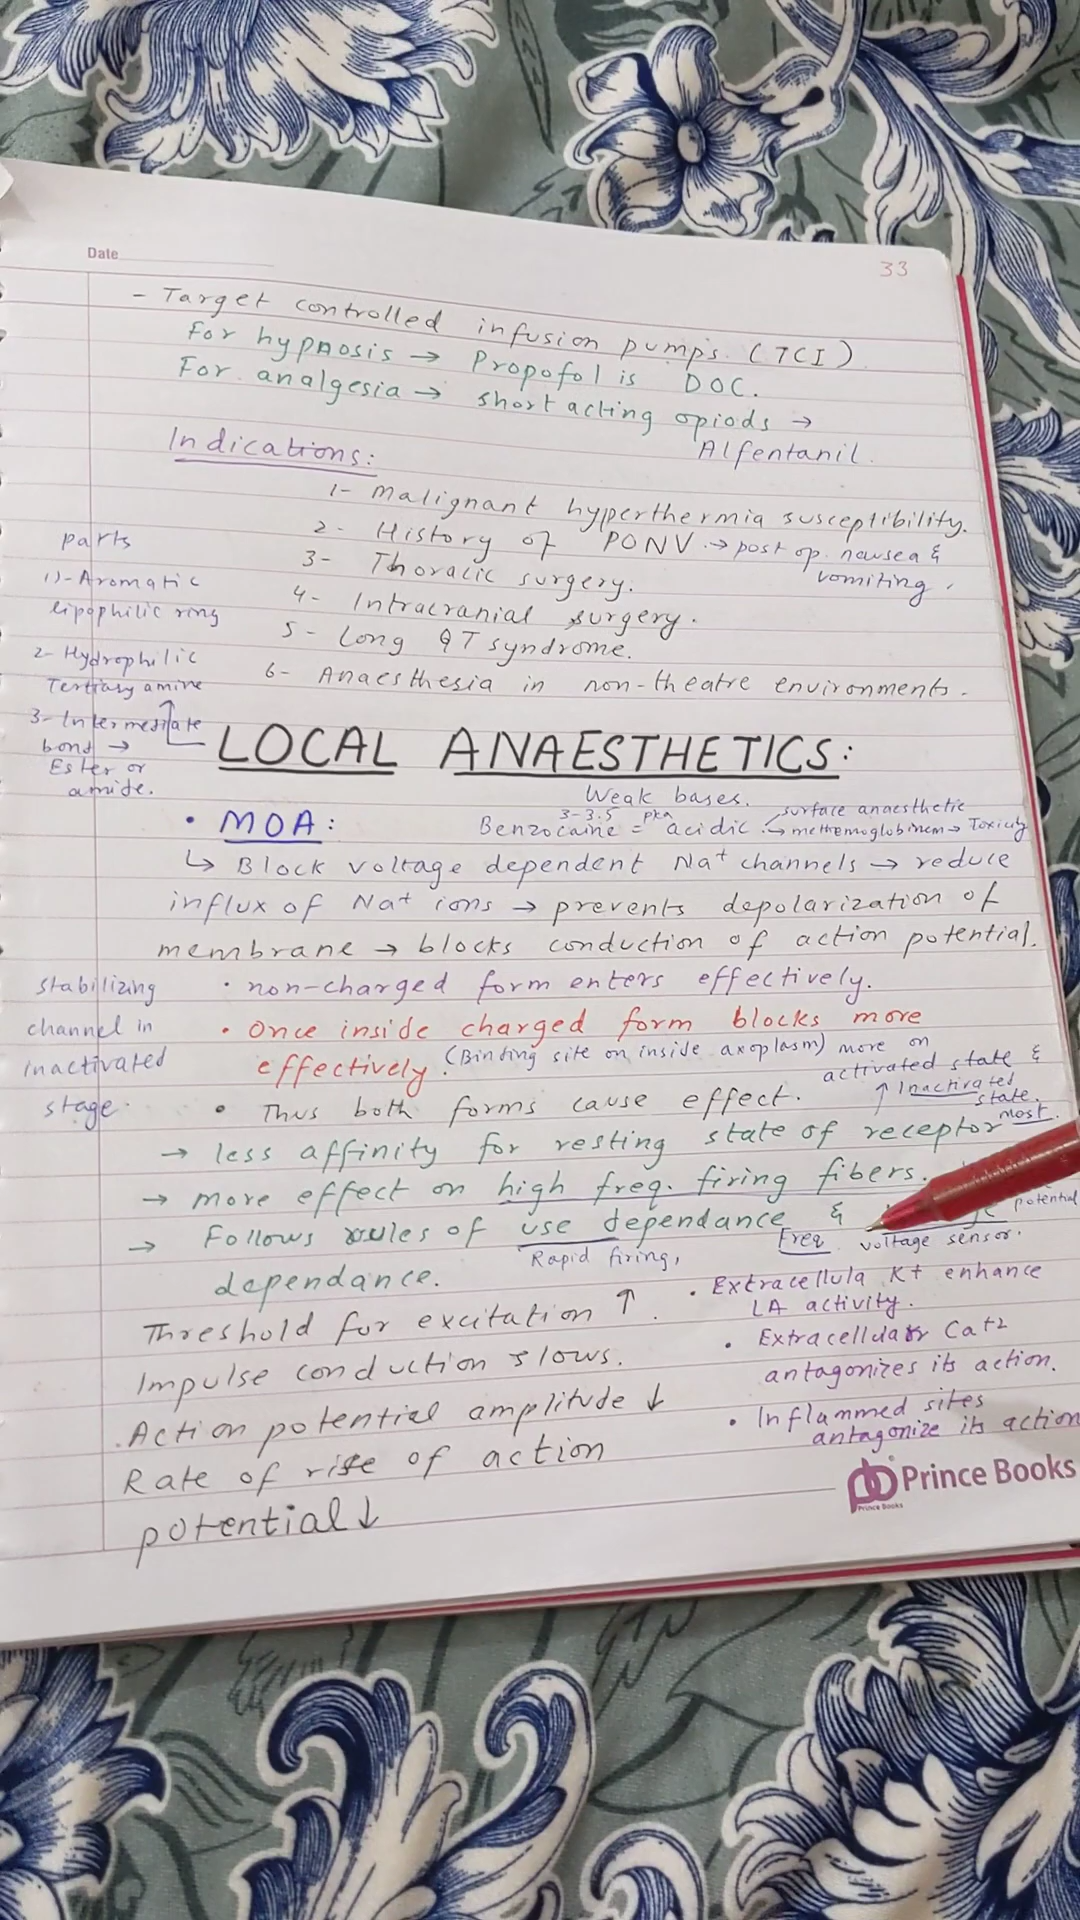 Date
33
- Target controlled infusion pumps. (TCI)
For hypnosis → Propofol is DOC.
For analgesia → short acting opiods →
Alfentanil.
Indications:
1- Malignant hyperthermia susceptibility.
2- History of PONV → post op. nausea &
vomiting.
3- Thoracic surgery.
4- Intracranial surgery.
5- Long QT syndrome.
6- Anaesthesia in non-theatre environments.
parts
1)-Aromatic
lipophilic ring
2- Hydrophilic
Tertiary amine
3- Intermediate
bond →
Ester or
amide.
LOCAL ANAESTHETICS:
Weak bases.
3-3.5 pka surface anaesthetic
Benzocaine = acidic → methemoglobinem → Toxicity
• MOA:
↳ Block voltage dependent Na+ channels → reduce
influx of Na+ ions → prevents depolarization of
membrane → blocks conduction of action potential.
stabilizing
channel in
inactivated
stage.
• non-charged form enters effectively.
• Once inside charged form blocks more
effectively. (Binding site on inside axoplasm) more on
activated state &
↑ Inactivated
state.
most.
• Thus both forms cause effect.
→ less affinity for resting state of receptor
→ more effect on high freq. firing fibers.
→ Follows rules of use dependance &
potential
Rapid firing, Freq voltage sensor.
dependance.
Threshold for excitation ↑
Impulse conduction slows.
Action potential amplitude ↓
Rate of rise of action
potential ↓
• Extracellula K+ enhance
LA activity.
• Extracellular Ca+2
antagonizes its action.
• Inflammed sites
antagonize its action
Prince Books
Prince Books